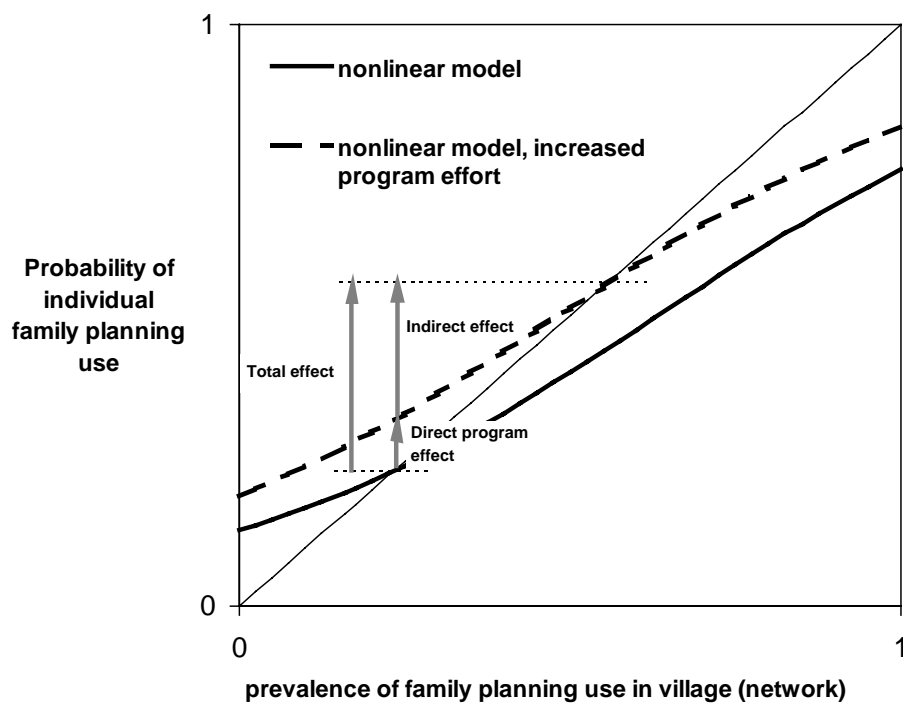 1
nonlinear model
nonlinear model, increased
program effort
Probability of
individual
family planning
use
Indirect effect
Total effect
Direct program
effect
0
0
1
prevalence of family planning use in village (network)